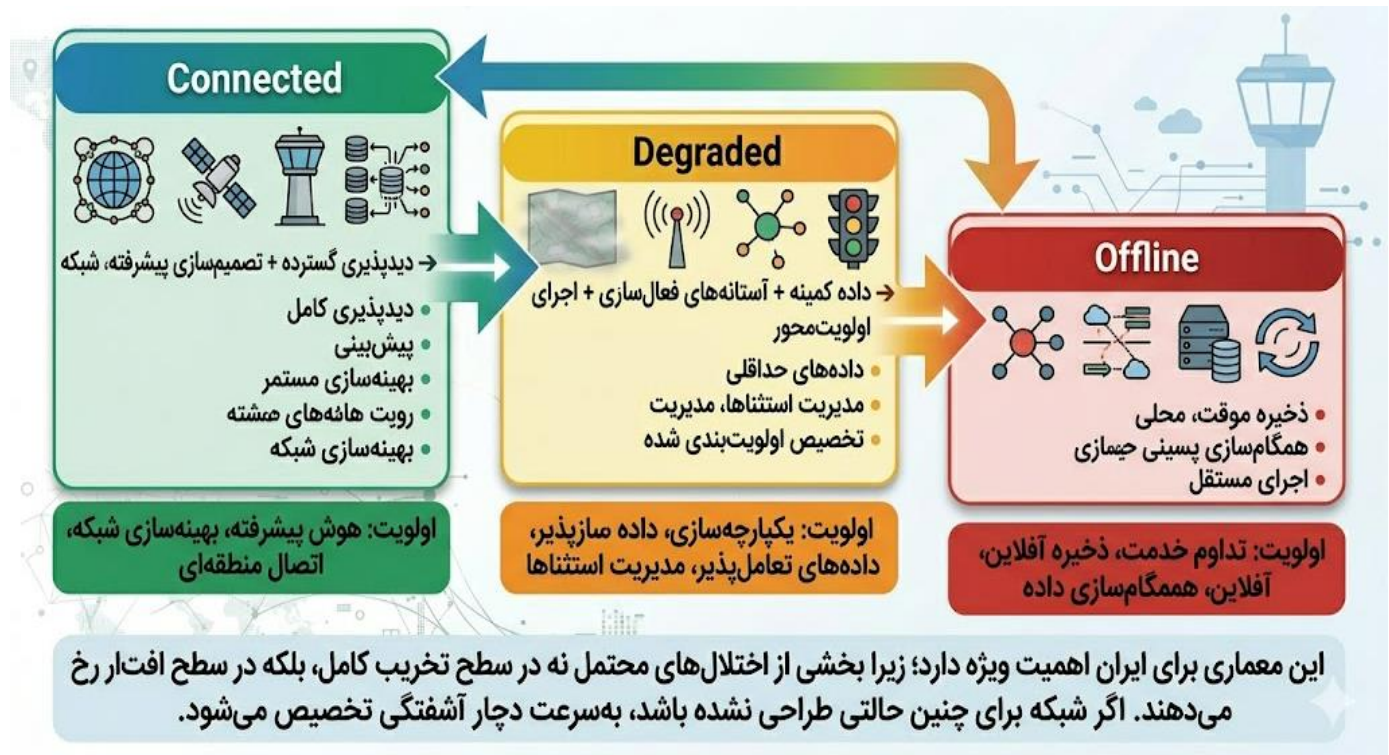 Connected
دیدپذیری گسترده + تصمیم‌سازی پیشرفته، شبکه →
• دیدپذیری کامل
• پیش‌بینی
• بهینه‌سازی مستمر
• رویت هائه‌های همشته
• بهینه‌سازی شبکه
اولویت: هوش پیشرفته، بهینه‌سازی شبکه،
اتصال منطقه‌ای
Degraded
داده کمینه + آستانه‌های فعال‌سازی + اجرای →
اولویت‌محور
• داده‌های حداقلی
• مدیریت استثناها، مدیریت
• تخصیص اولویت‌بندی شده
اولویت: یکپارچه‌سازی، داده سازپذیر،
داده‌های تعامل‌پذیر، مدیریت استثناها
Offline
• ذخیره موقت، محلی
• همگام‌سازی پسینی
• اجرای مستقل
اولویت: تداوم خدمت، ذخیره آفلاین،
آفلاین، هممگام‌سازی داده
این معماری برای ایران اهمیت ویژه دارد؛ زیرا بخشی از اختلال‌های محتمل نه در سطح تخریب کامل، بلکه در سطح افتار رخ
می‌دهند. اگر شبکه برای چنین حالتی طراحی نشده باشد، به‌سرعت دچار آشفتگی تخصیص می‌شود.